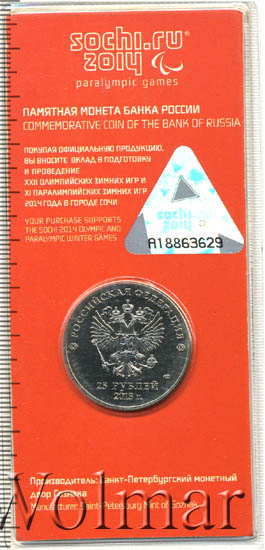 sochi.ru
2014
paralympic games
ПАМЯТНАЯ МОНЕТА БАНКА РОССИИ
COMMEMORATIVE COIN OF THE BANK OF RUSSIA
ПОКУПАЯ ОФИЦИАЛЬНУЮ ПРОДУКЦИЮ,
ВЫ ВНОСИТЕ ВКЛАД В ПОДГОТОВКУ
И ПРОВЕДЕНИЕ
XXII ОЛИМПИЙСКИХ ЗИМНИХ ИГР И
XI ПАРАЛИМПИЙСКИХ ЗИМНИХ ИГР
2014 ГОДА В ГОРОДЕ СОЧИ
YOUR PURCHASE SUPPORTS
THE SOCHI 2014 OLYMPIC AND
PARALYMPIC WINTER GAMES
sochi
2014
A18863629
РОССИЙСКАЯ ФЕДЕРАЦИЯ
25 РУБЛЕЙ
2013 г.
Производитель: Санкт-Петербургский монетный
двор Гознака
Manufacturer: Saint-Petersburg Mint of Goznak
Wolmar